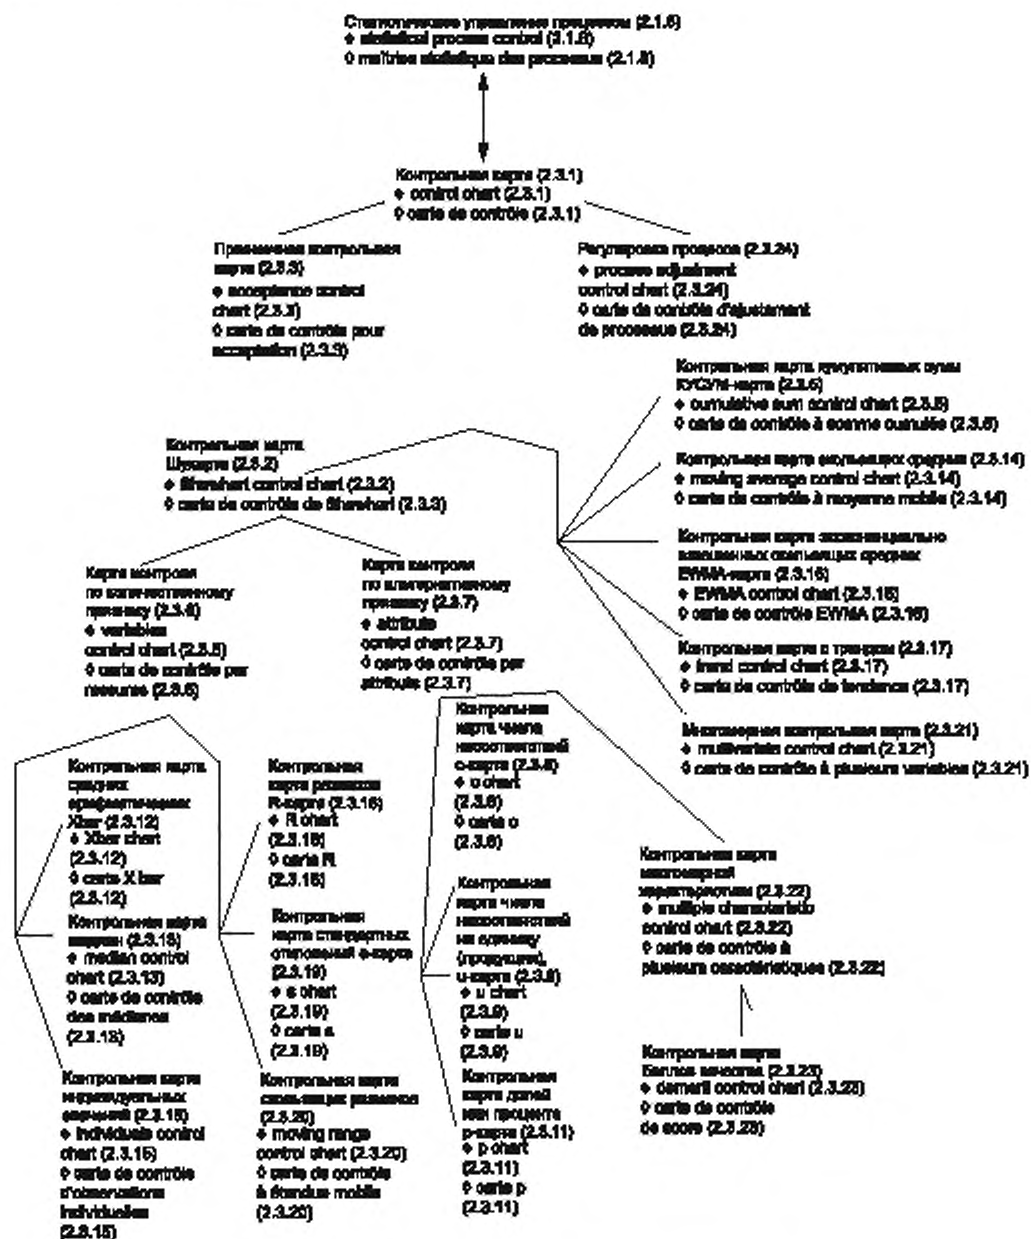 Статистическое управление процессом (2.1.8)
♦ statistical process control (2.1.8)
◊ maîtrise statistique des processus (2.1.8)
Контрольная карта (2.3.1)
♦ control chart (2.3.1)
◊ carte de contrôle (2.3.1)
Приемочная контрольная
карта (2.3.3)
♦ acceptance control
chart (2.3.3)
◊ carte de contrôle pour
acceptation (2.3.3)
Регулировка процесса (2.3.24)
♦ process adjustment
control chart (2.3.24)
◊ carte de contrôle d'ajustement
de processus (2.3.24)
Контрольная карта кумулятивных сумм
КУСУМ-карта (2.3.5)
♦ cumulative sum control chart (2.3.5)
◊ carte de contrôle à somme cumulée (2.3.5)
Контрольная карта скользящих средних (2.3.14)
♦ moving average control chart (2.3.14)
◊ carte de contrôle à moyenne mobile (2.3.14)
Контрольная карта экспоненциально
взвешенных скользящих средних
EWMA-карта (2.3.16)
♦ EWMA control chart (2.3.16)
◊ carte de contrôle EWMA (2.3.16)
Контрольная карта с трендом (2.3.17)
♦ trend control chart (2.3.17)
◊ carte de contrôle de tendance (2.3.17)
Многомерная контрольная карта (2.3.21)
♦ multivariate control chart (2.3.21)
◊ carte de contrôle à plusieurs variables (2.3.21)
Контрольная карта
Шухарта (2.3.2)
♦ Shewhart control chart (2.3.2)
◊ carte de contrôle de Shewhart (2.3.3)
Карта контроля
по количественному
признаку (2.3.6)
♦ variables
control chart (2.3.6)
◊ carte de contrôle par
mesures (2.3.6)
Карта контроля
по альтернативному
признаку (2.3.7)
♦ attribute
control chart (2.3.7)
◊ carte de contrôle par
attributs (2.3.7)
Контрольная карта
средних
арифметических
Xbar (2.3.12)
♦ Xbar chart
(2.3.12)
◊ carte X bar
(2.3.12)
Контрольная карта
медиан (2.3.13)
♦ median control
chart (2.3.13)
◊ carte de contrôle
des médianes
(2.3.13)
Контрольная карта
индивидуальных
значений (2.3.15)
♦ individuals control
chart (2.3.15)
◊ carte de contrôle
d'observations
individuelles
(2.3.15)
Контрольная
карта размахов
R-карта (2.3.18)
♦ R chart
(2.3.18)
◊ carte R
(2.3.18)
Контрольная
карта стандартных
отклонений s-карта
(2.3.19)
♦ s chart
(2.3.19)
◊ carte s
(2.3.19)
Контрольная карта
скользящих размахов
(2.3.20)
♦ moving range
control chart (2.3.20)
◊ carte de contrôle
à étendue mobile
(2.3.20)
Контрольная
карта числа
несоответствий
c-карта (2.3.8)
♦ c chart
(2.3.8)
◊ carte c
(2.3.8)
Контрольная
карта числа
несоответствий
на единицу
(продукции),
u-карта (2.3.9)
♦ u chart
(2.3.9)
◊ carte u
(2.3.9)
Контрольная
карта долей
или процента
p-карта (2.3.11)
♦ p chart
(2.3.11)
◊ carte p
(2.3.11)
Контрольная карта
многомерной
характеристики (2.3.22)
♦ multiple characteristic
control chart (2.3.22)
◊ carte de contrôle à
plusieurs caractéristiques (2.3.22)
Контрольная карта
Баллов качества (2.3.23)
♦ demerit control chart (2.3.23)
◊ carte de contrôle
de score (2.3.23)